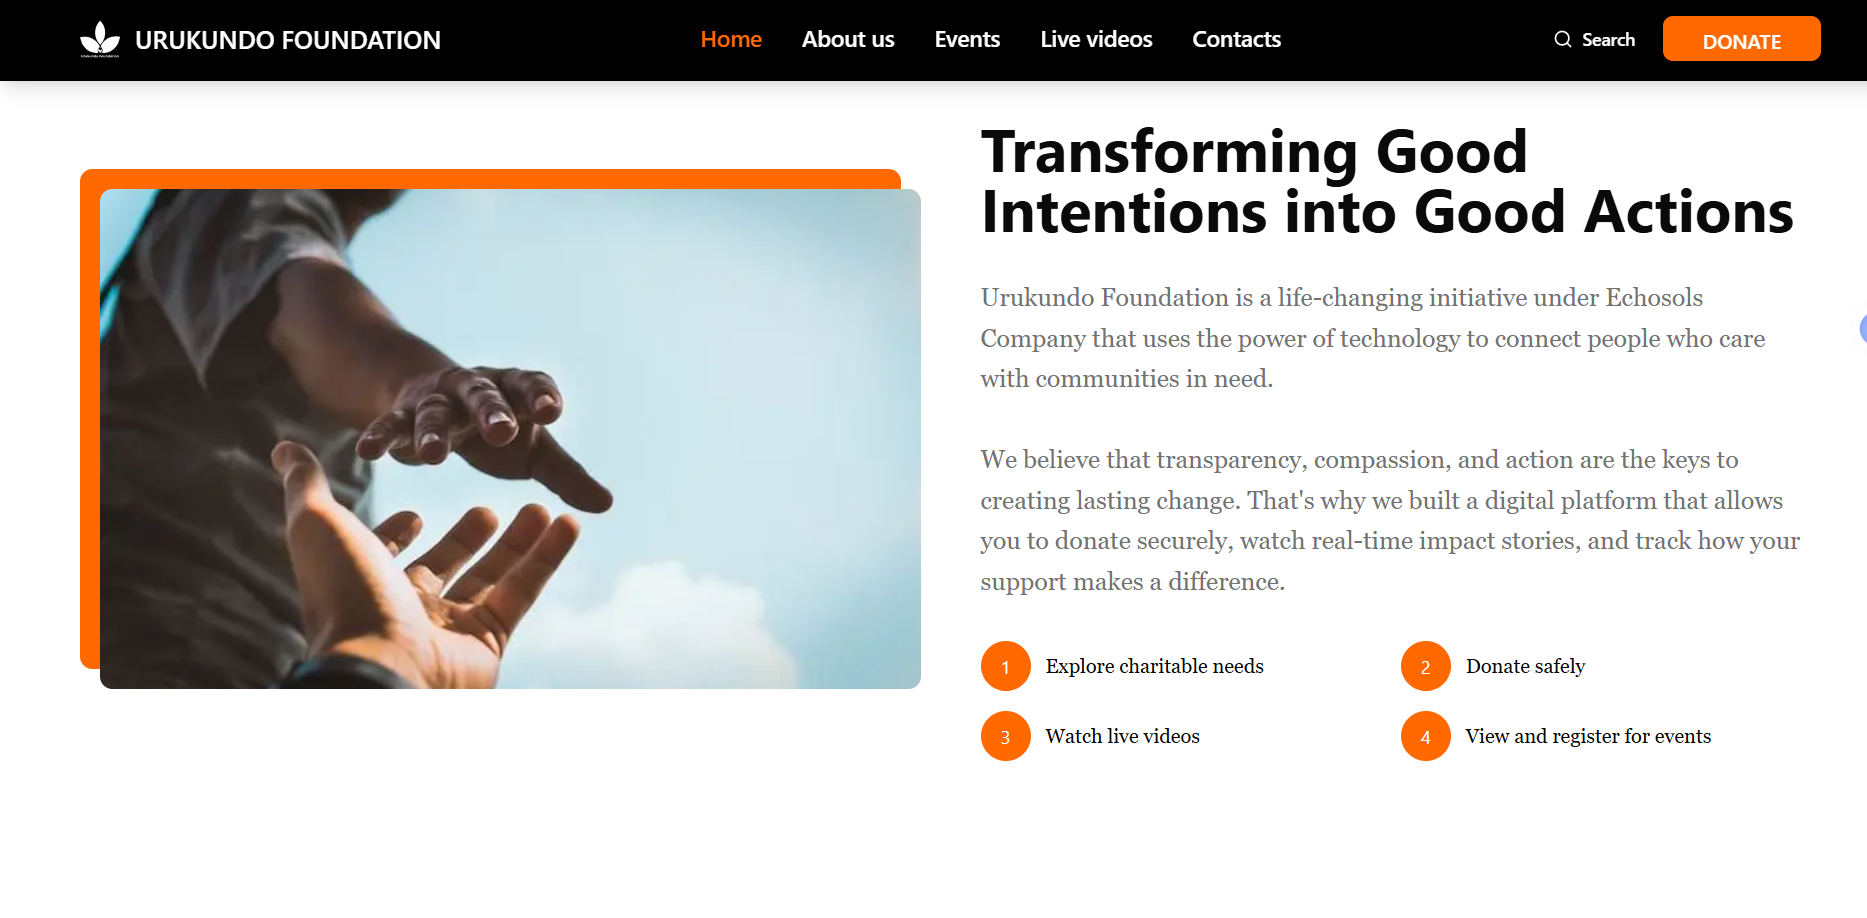 URUKUNDO FOUNDATION
Home
About us
Events
Live videos
Contacts
Search
DONATE
Transforming Good
Intentions into Good Actions
Urukundo Foundation is a life-changing initiative under Echosols
Company that uses the power of technology to connect people who care
with communities in need.
We believe that transparency, compassion, and action are the keys to
creating lasting change. That's why we built a digital platform that allows
you to donate securely, watch real-time impact stories, and track how your
support makes a difference.
1 Explore charitable needs
2 Donate safely
3 Watch live videos
4 View and register for events